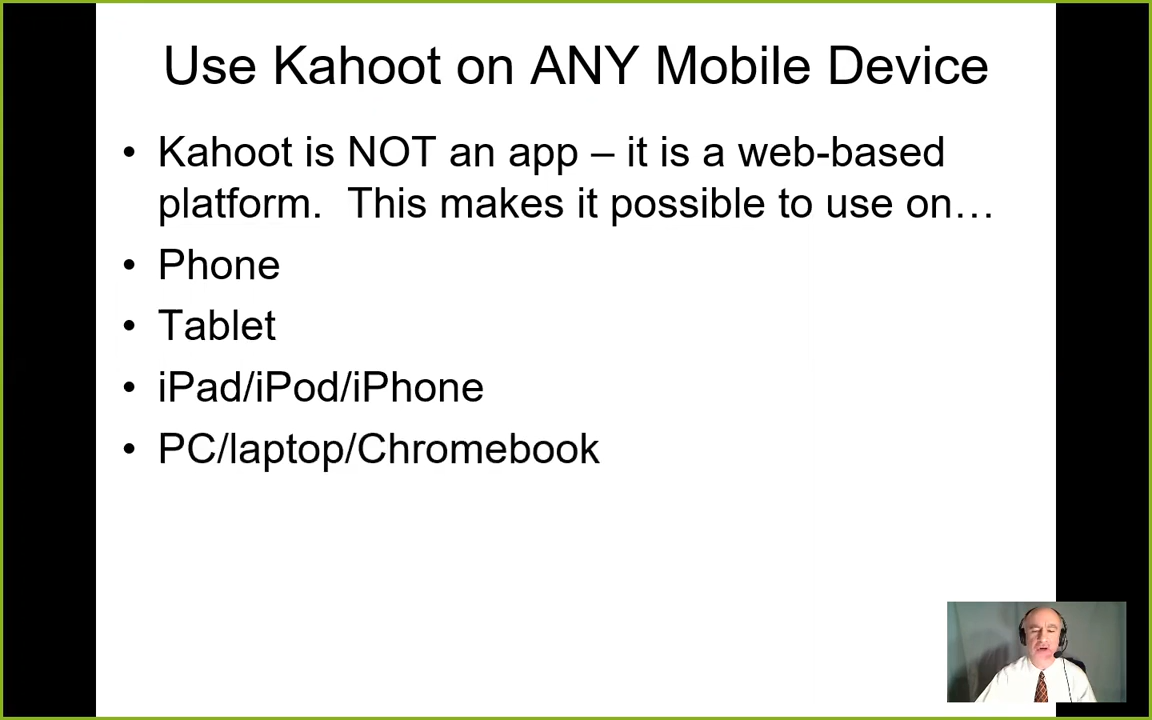 Use Kahoot on ANY Mobile Device
• Kahoot is NOT an app – it is a web-based
platform.  This makes it possible to use on…
• Phone
• Tablet
• iPad/iPod/iPhone
• PC/laptop/Chromebook